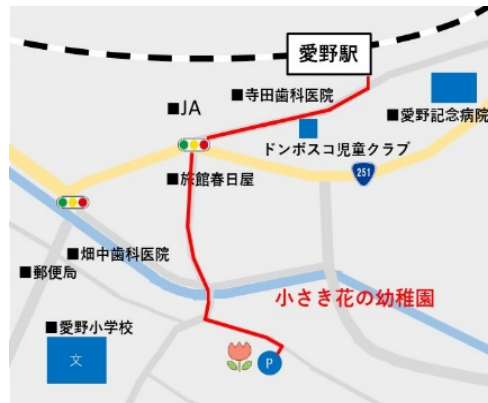 愛野駅
■寺田歯科医院
■JA
■愛野記念病院
ドンボスコ児童クラブ
■旅館春日屋
251
■畑中歯科医院
■郵便局
小さき花の幼稚園
■愛野小学校
文
P